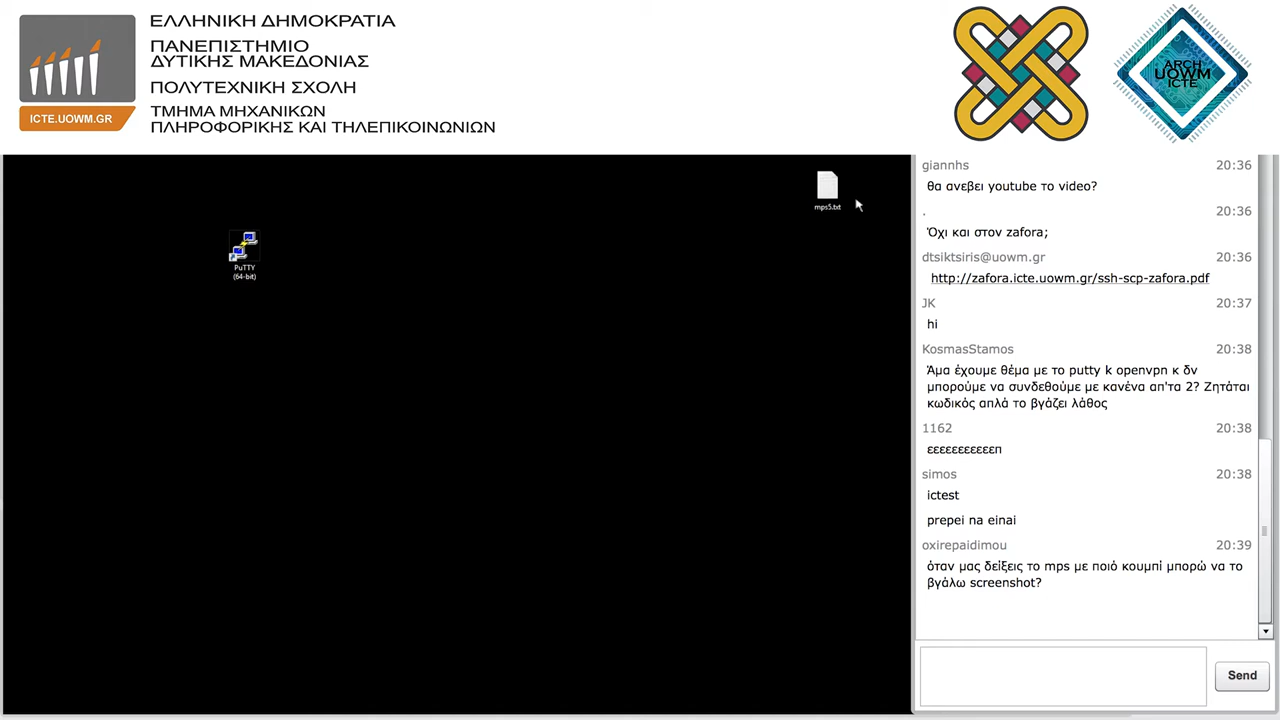 ΕΛΛΗΝΙΚΗ ΔΗΜΟΚΡΑΤΙΑ
ΠΑΝΕΠΙΣΤΗΜΙΟ
ΔΥΤΙΚΗΣ ΜΑΚΕΔΟΝΙΑΣ
ΠΟΛΥΤΕΧΝΙΚΗ ΣΧΟΛΗ
ΤΜΗΜΑ ΜΗΧΑΝΙΚΩΝ
ΠΛΗΡΟΦΟΡΙΚΗΣ ΚΑΙ ΤΗΛΕΠΙΚΟΙΝΩΝΙΩΝ
ICTE.UOWM.GR
ARCH
UOWM
ICTE
mps5.txt
PuTTY
(64-bit)
giannhs 20:36
θα ανεβει youtube το video?
. 20:36
Όχι και στον zafora;
dtsiktsiris@uowm.gr 20:36
http://zafora.icte.uowm.gr/ssh-scp-zafora.pdf
JK 20:37
hi
KosmasStamos 20:38
Άμα έχουμε θέμα με το putty k openvpn κ δν
μπορούμε να συνδεθούμε με κανένα απ'τα 2? Ζητάται
κωδικός απλά το βγάζει λάθος
1162 20:38
εεεεεεεεεεεπ
simos 20:38
ictest
prepei na einai
oxirepaidimou 20:39
όταν μας δείξεις το mps με ποιό κουμπί μπορώ να το
βγάλω screenshot?
Send